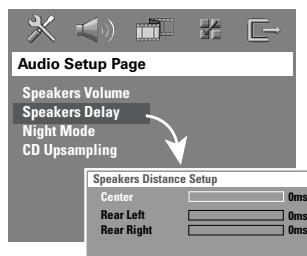 Audio Setup Page
Speakers Volume
Speakers Delay
Night Mode
CD Upsampling
Speakers Distance Setup
Center 0ms
Rear Left 0ms
Rear Right 0ms